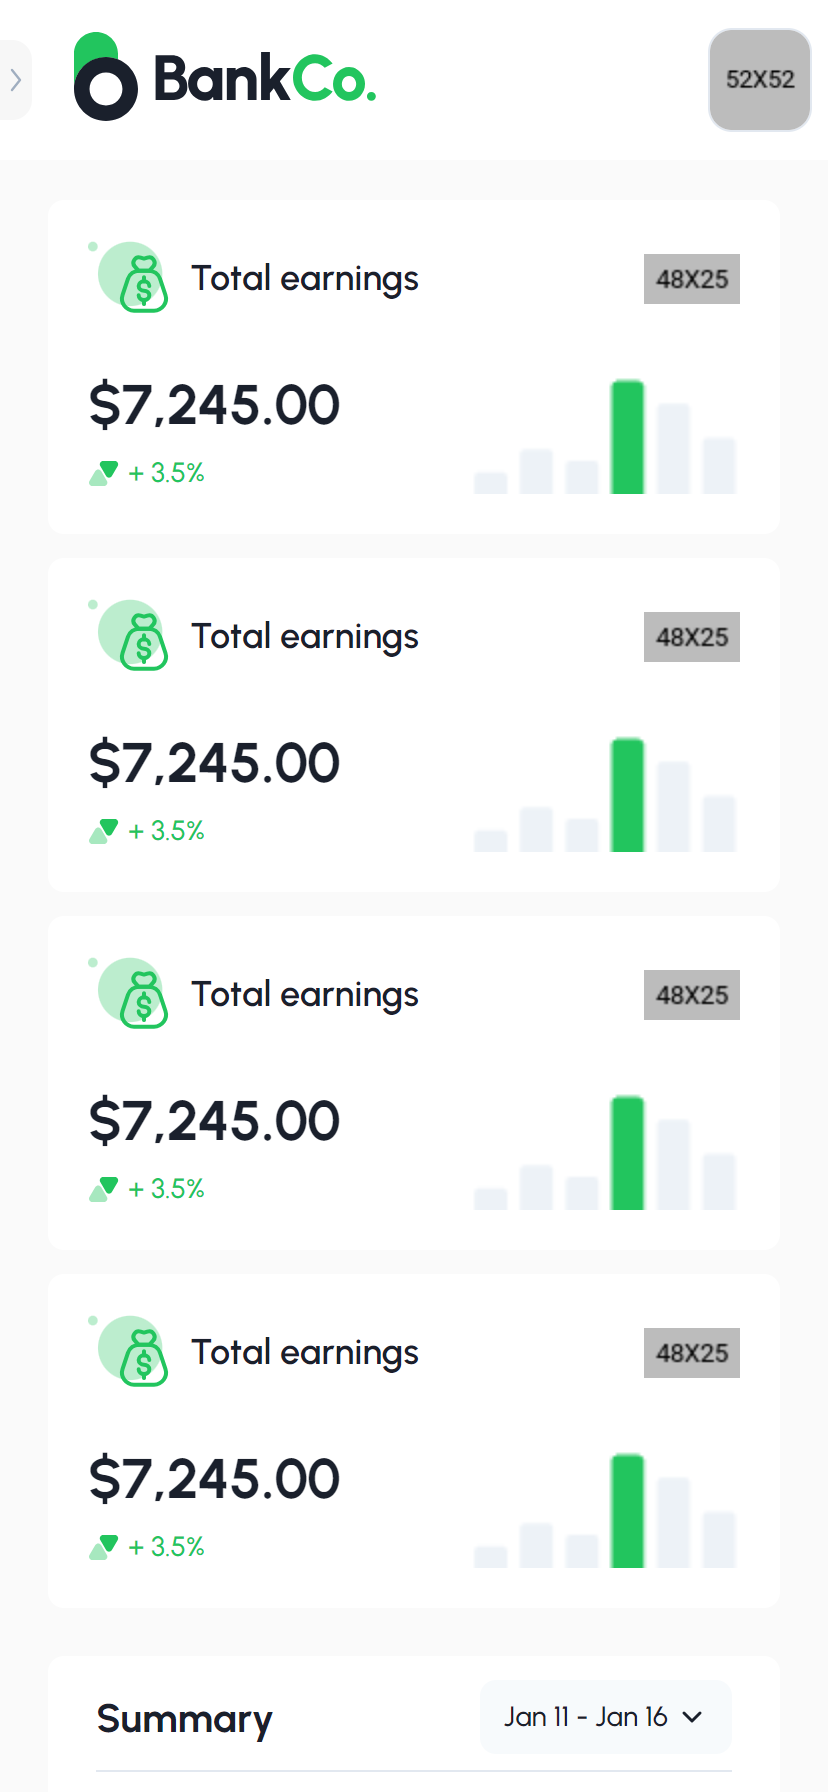 BankCo.
52X52
Total earnings
48X25
$7,245.00
+ 3.5%
Total earnings
48X25
$7,245.00
+ 3.5%
Total earnings
48X25
$7,245.00
+ 3.5%
Total earnings
48X25
$7,245.00
+ 3.5%
Summary
Jan 11 - Jan 16